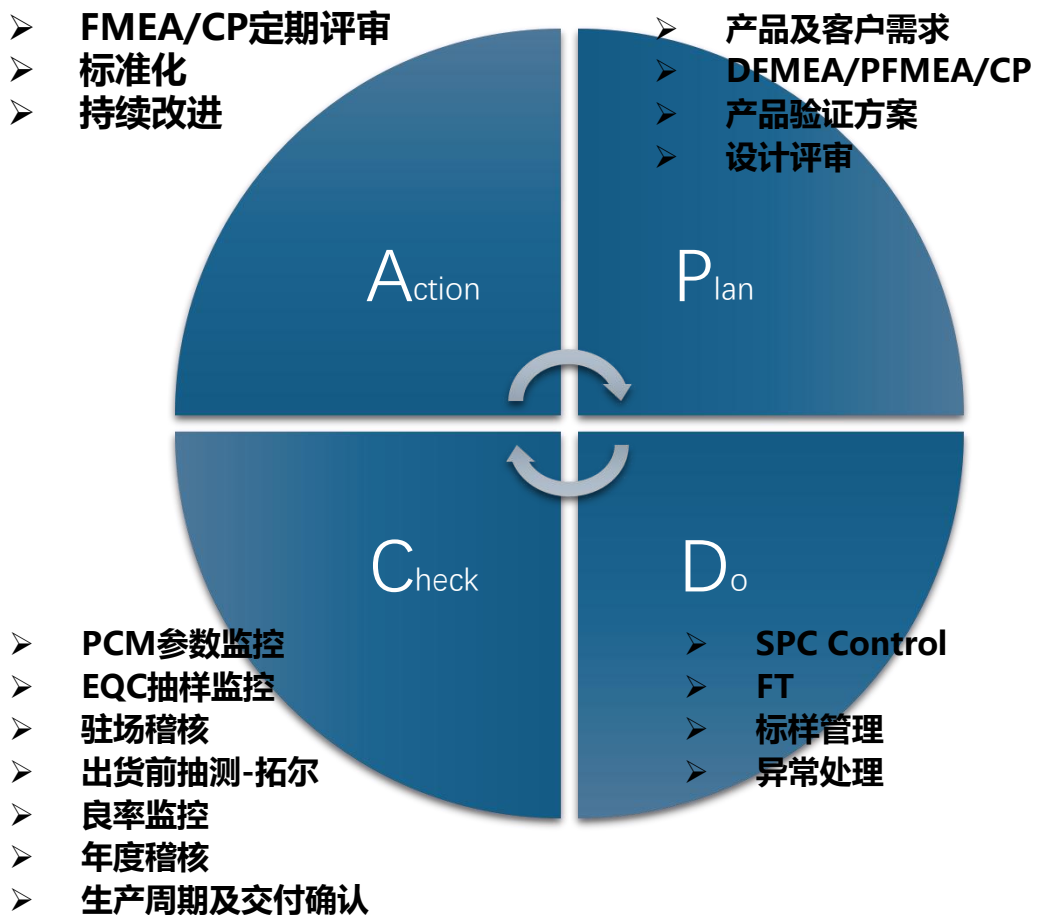 FMEA/CP定期评审
标准化
持续改进
产品及客户需求
DFMEA/PFMEA/CP
产品验证方案
设计评审
Action
Plan
Check
Do
PCM参数监控
EQC抽样监控
驻场稽核
出货前抽测-拓尔
良率监控
年度稽核
生产周期及交付确认
SPC Control
FT
标样管理
异常处理